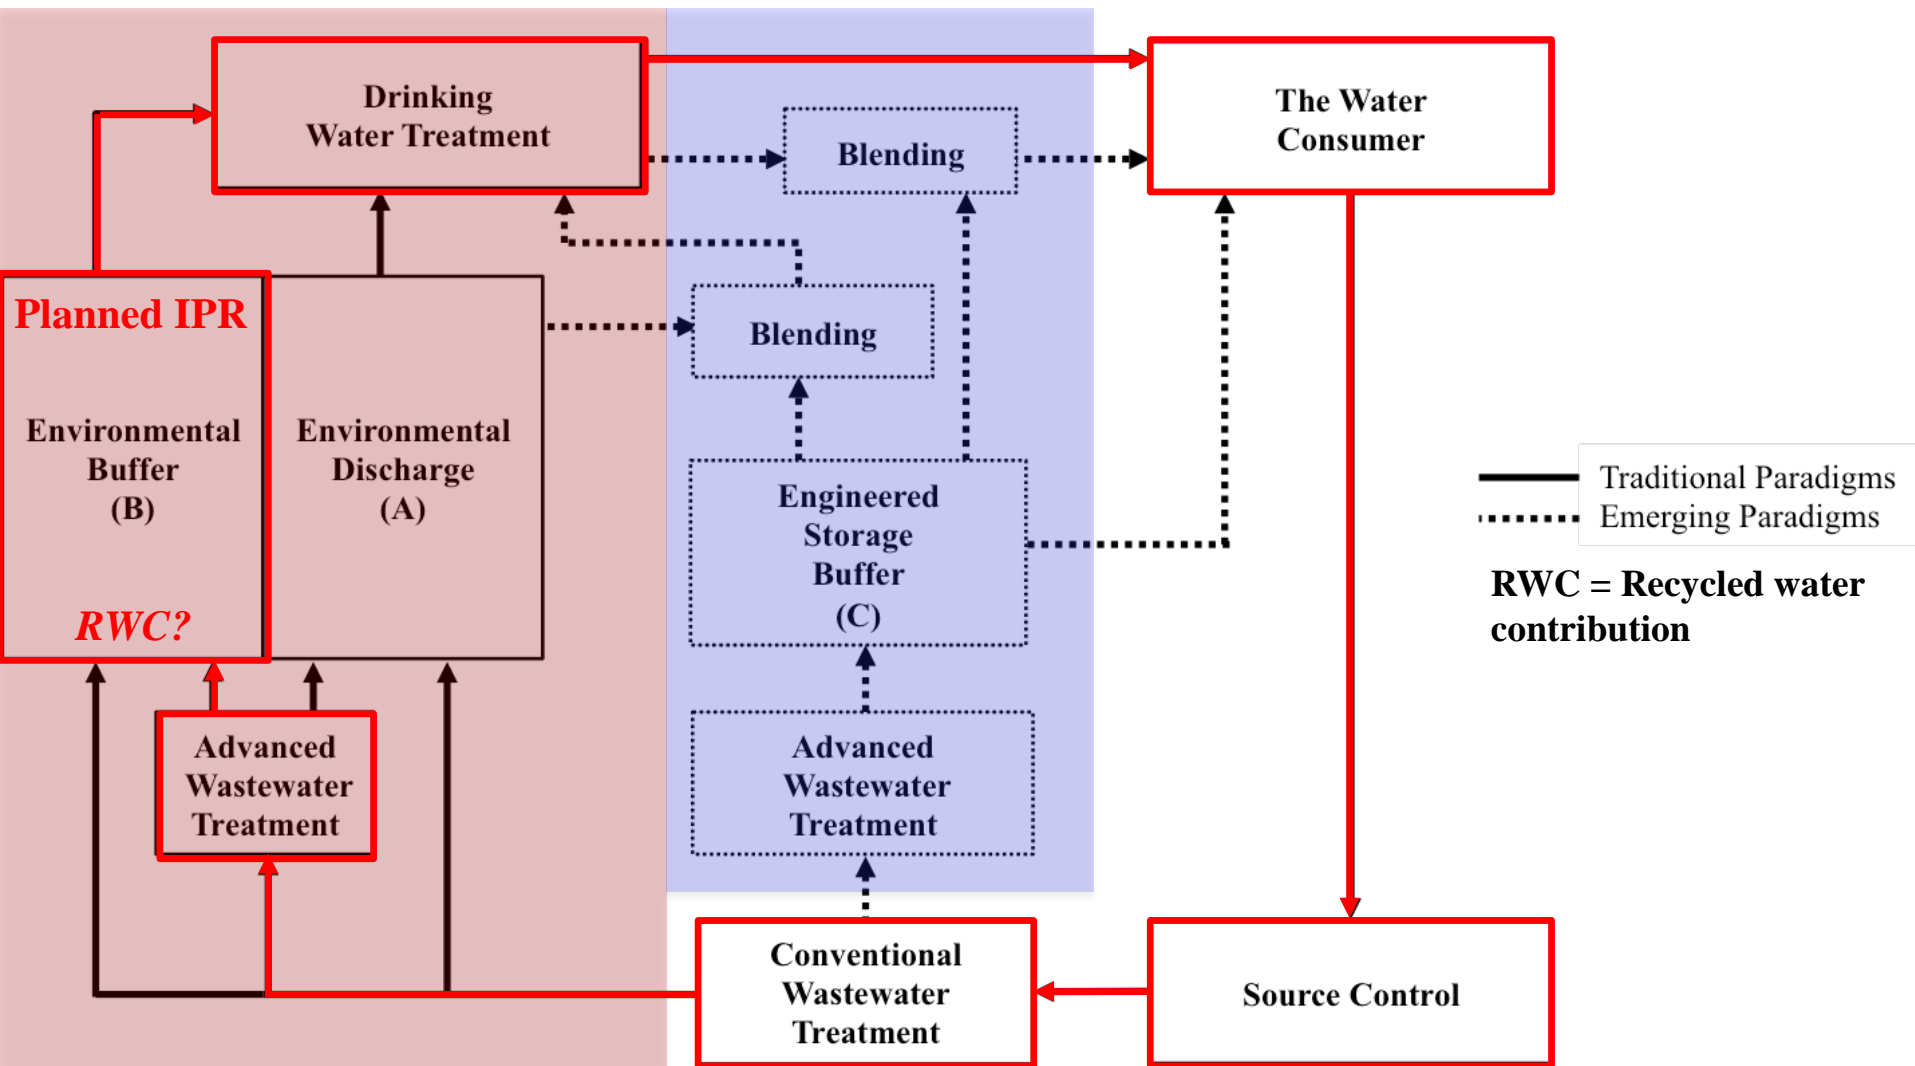 Drinking
Water Treatment
The Water
Consumer
Blending
Planned IPR
Blending
Environmental
Buffer
(B)
Environmental
Discharge
(A)
RWC?
Engineered
Storage
Buffer
(C)
Traditional Paradigms
Emerging Paradigms
RWC = Recycled water
contribution
Advanced
Wastewater
Treatment
Advanced
Wastewater
Treatment
Conventional
Wastewater
Treatment
Source Control